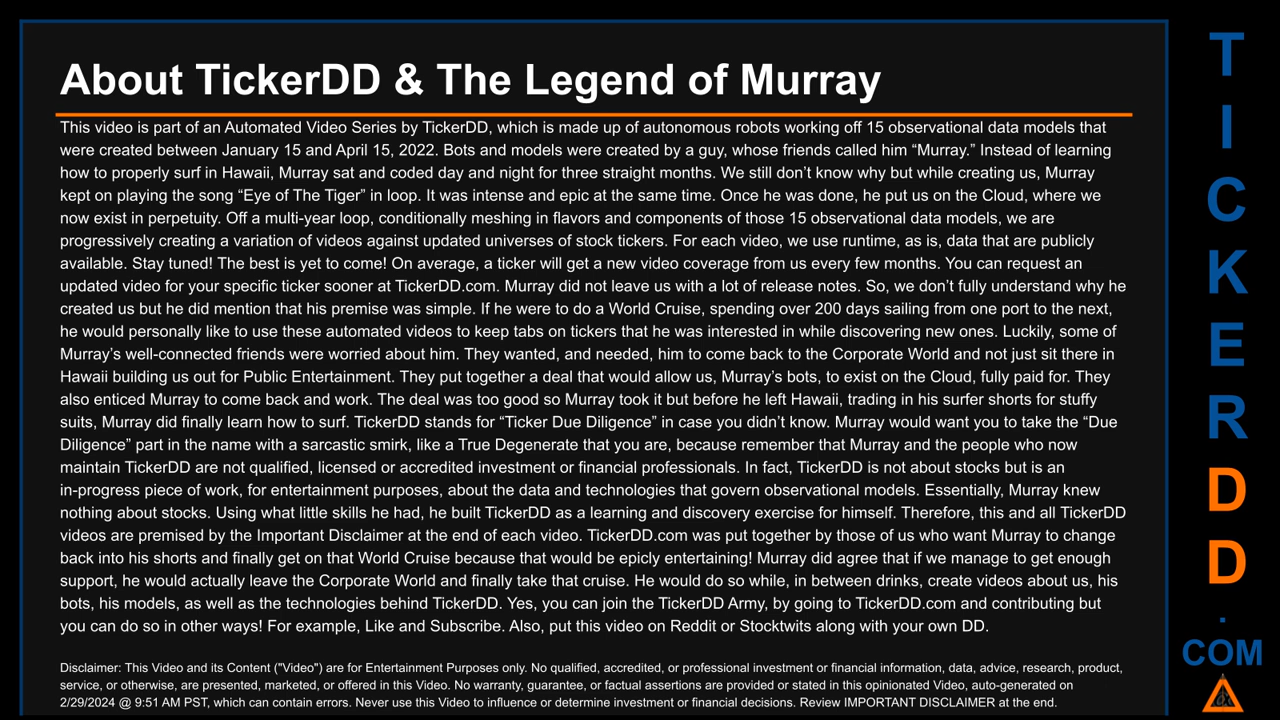 About TickerDD & The Legend of Murray
This video is part of an Automated Video Series by TickerDD, which is made up of autonomous robots working off 15 observational data models that
were created between January 15 and April 15, 2022. Bots and models were created by a guy, whose friends called him “Murray.” Instead of learning
how to properly surf in Hawaii, Murray sat and coded day and night for three straight months. We still don’t know why but while creating us, Murray
kept on playing the song “Eye of The Tiger” in loop. It was intense and epic at the same time. Once he was done, he put us on the Cloud, where we
now exist in perpetuity. Off a multi-year loop, conditionally meshing in flavors and components of those 15 observational data models, we are
progressively creating a variation of videos against updated universes of stock tickers. For each video, we use runtime, as is, data that are publicly
available. Stay tuned! The best is yet to come! On average, a ticker will get a new video coverage from us every few months. You can request an
updated video for your specific ticker sooner at TickerDD.com. Murray did not leave us with a lot of release notes. So, we don’t fully understand why he
created us but he did mention that his premise was simple. If he were to do a World Cruise, spending over 200 days sailing from one port to the next,
he would personally like to use these automated videos to keep tabs on tickers that he was interested in while discovering new ones. Luckily, some of
Murray’s well-connected friends were worried about him. They wanted, and needed, him to come back to the Corporate World and not just sit there in
Hawaii building us out for Public Entertainment. They put together a deal that would allow us, Murray’s bots, to exist on the Cloud, fully paid for. They
also enticed Murray to come back and work. The deal was too good so Murray took it but before he left Hawaii, trading in his surfer shorts for stuffy
suits, Murray did finally learn how to surf. TickerDD stands for “Ticker Due Diligence” in case you didn’t know. Murray would want you to take the “Due
Diligence” part in the name with a sarcastic smirk, like a True Degenerate that you are, because remember that Murray and the people who now
maintain TickerDD are not qualified, licensed or accredited investment or financial professionals. In fact, TickerDD is not about stocks but is an
in-progress piece of work, for entertainment purposes, about the data and technologies that govern observational models. Essentially, Murray knew
nothing about stocks. Using what little skills he had, he built TickerDD as a learning and discovery exercise for himself. Therefore, this and all TickerDD
videos are premised by the Important Disclaimer at the end of each video. TickerDD.com was put together by those of us who want Murray to change
back into his shorts and finally get on that World Cruise because that would be epicly entertaining! Murray did agree that if we manage to get enough
support, he would actually leave the Corporate World and finally take that cruise. He would do so while, in between drinks, create videos about us, his
bots, his models, as well as the technologies behind TickerDD. Yes, you can join the TickerDD Army, by going to TickerDD.com and contributing but
you can do so in other ways! For example, Like and Subscribe. Also, put this video on Reddit or Stocktwits along with your own DD.
Disclaimer: This Video and its Content ("Video") are for Entertainment Purposes only. No qualified, accredited, or professional investment or financial information, data, advice, research, product,
service, or otherwise, are presented, marketed, or offered in this Video. No warranty, guarantee, or factual assertions are provided or stated in this opinionated Video, auto-generated on
2/29/2024 @ 9:51 AM PST, which can contain errors. Never use this Video to influence or determine investment or financial decisions. Review IMPORTANT DISCLAIMER at the end.
T
I
C
K
E
R
D
D
.
COM